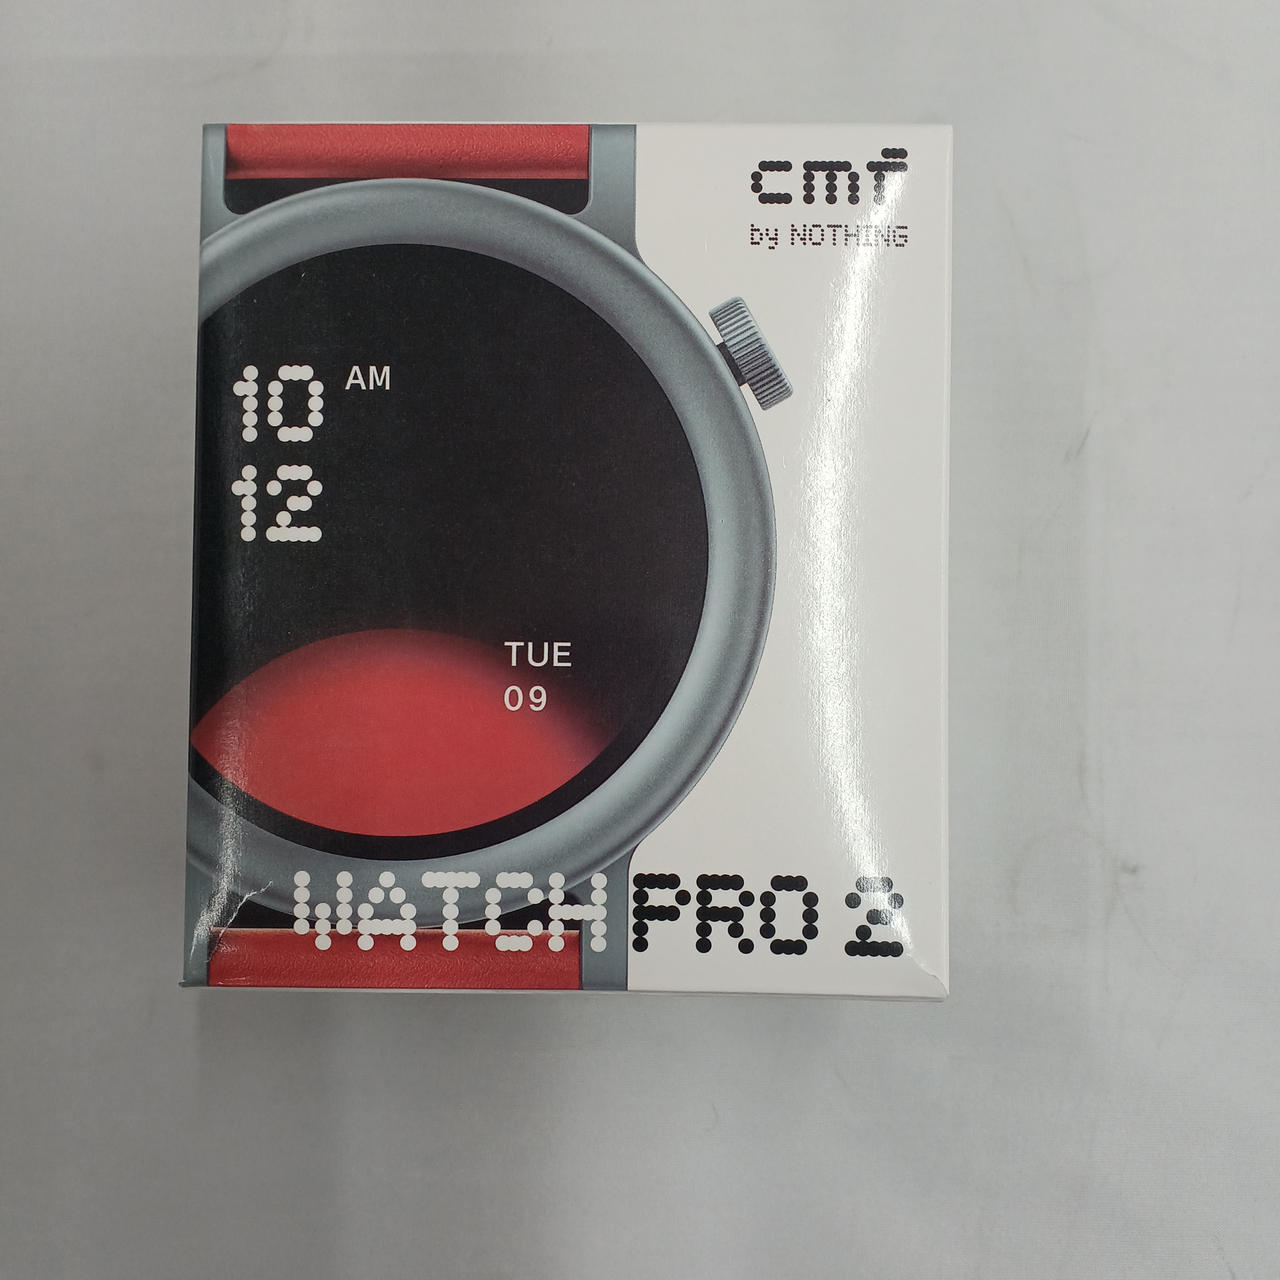 cmf
by NOTHING
10 AM
12
TUE
09
WATCH PRO 2